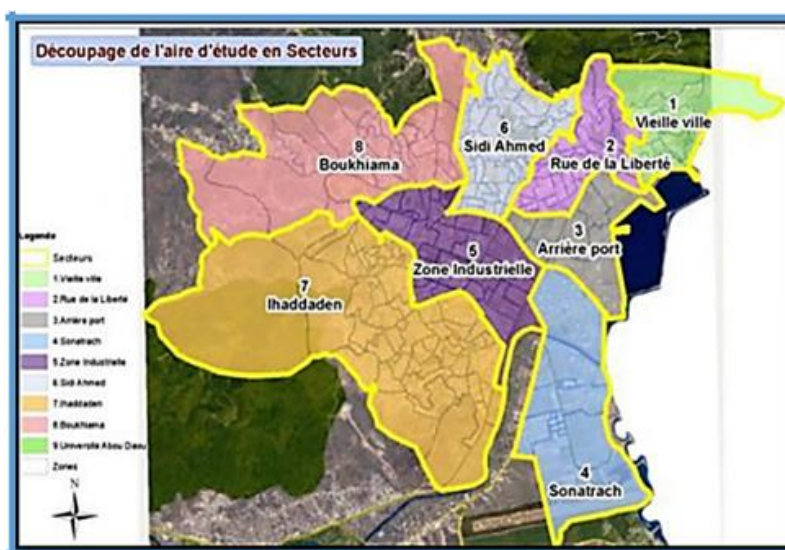 Découpage de l'aire d'étude en Secteurs
1
Vieille ville
6
Sidi Ahmed
2
Rue de la Liberté
8
Boukhiama
3
Arrière port
5
Zone Industrielle
7
Ihaddaden
4
Sonatrach
Legende
Secteurs
1.Vieille ville
2.Rue de la Liberté
3.Arrière port
4.Sonatrach
5.Zone Industrielle
6.Sidi Ahmed
7.Ihaddaden
8.Boukhiama
9.Université Abou Daou
Zones
N